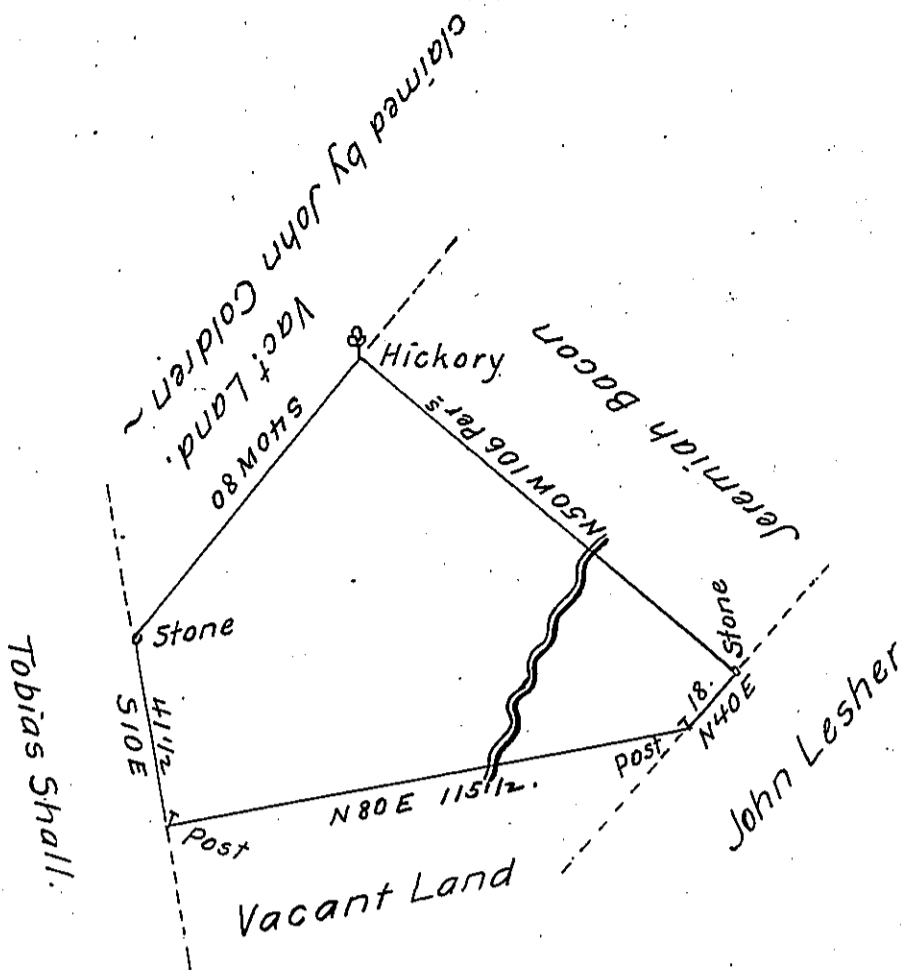 claimed by John Coldren ~
Vac.t Land.
S40W80
Hickory
N50W106 Per.s
Jeremiah Bacon
Stone
Stone
18.
N40E
Post
John Lesher
41 1/2
S10E
Tobias Shall.
Post
N80E 115 1/2.
Vacant Land